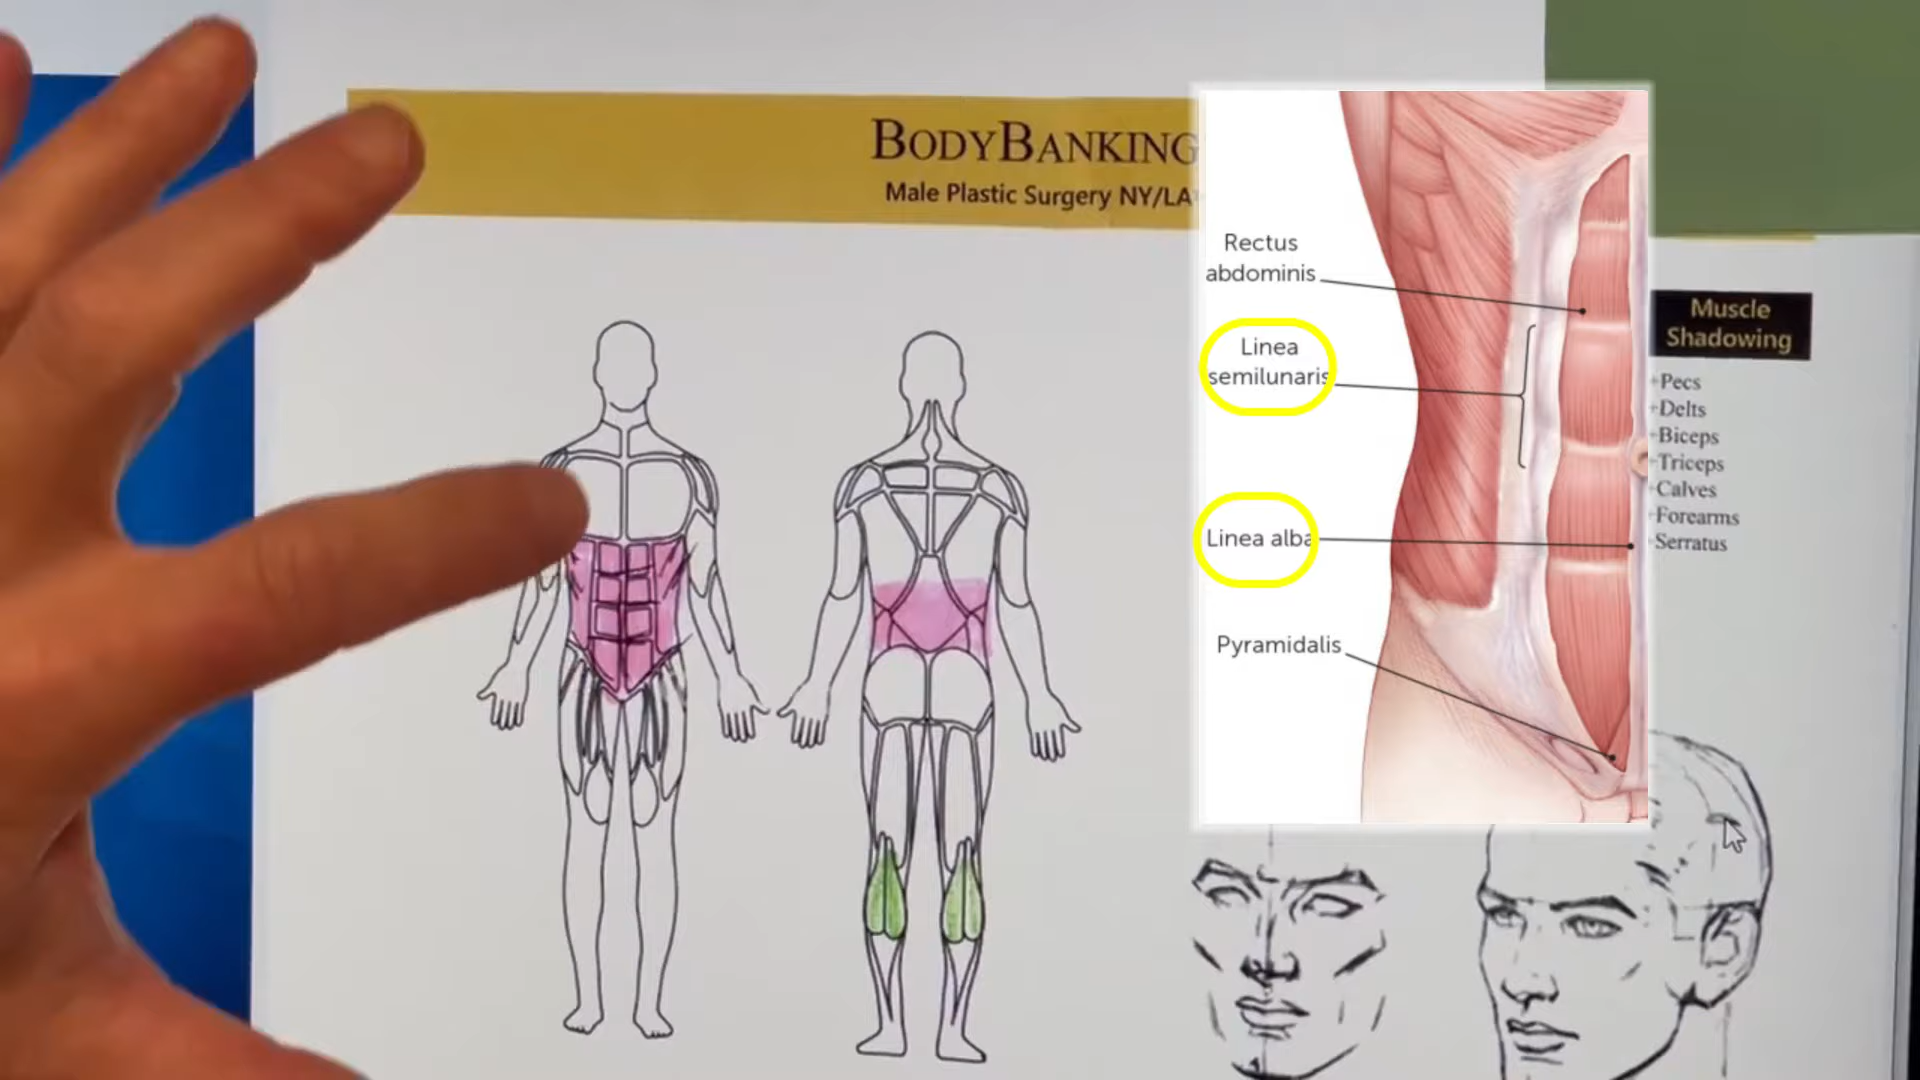 BODYBANKING
Male Plastic Surgery NY/LA
Rectus
abdominis
Linea
semilunaris
Linea alba
Pyramidalis
Muscle
Shadowing
+Pecs
+Delts
+Biceps
+Triceps
+Calves
+Forearms
+Serratus